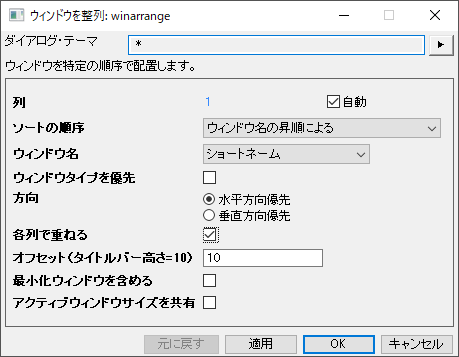 ウィンドウを整列: winarrange
ダイアログ・テーマ *
ウィンドウを特定の順序で配置します。
列 1 自動
ソートの順序 ウィンドウ名の昇順による
ウィンドウ名 ショートネーム
ウィンドウタイプを優先
方向 水平方向優先
垂直方向優先
各列で重ねる
オフセット(タイトルバー高さ=10) 10
最小化ウィンドウを含める
アクティブウィンドウサイズを共有
元に戻す 適用 OK キャンセル